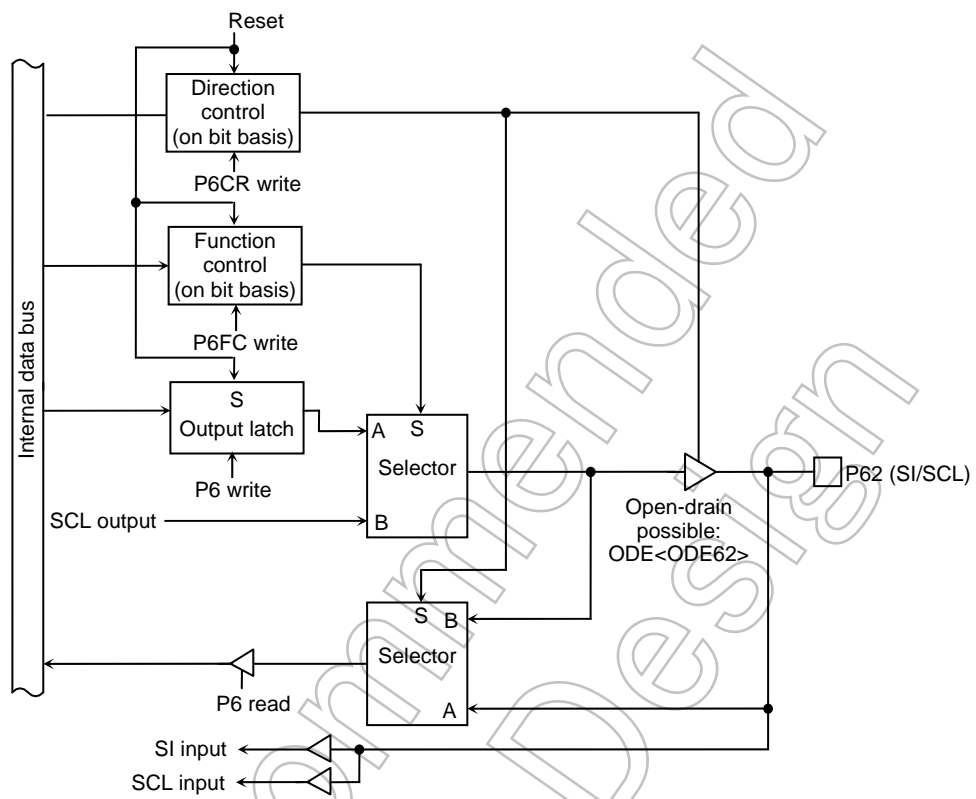 Reset
Direction
control
(on bit basis)
P6CR write
Function
control
(on bit basis)
P6FC write
Internal data bus
S
Output latch
P6 write
A
S
Selector
B
SCL output
P62 (SI/SCL)
Open-drain
possible:
ODE<ODE62>
S
B
Selector
A
P6 read
SI input
SCL input
ommended
Design